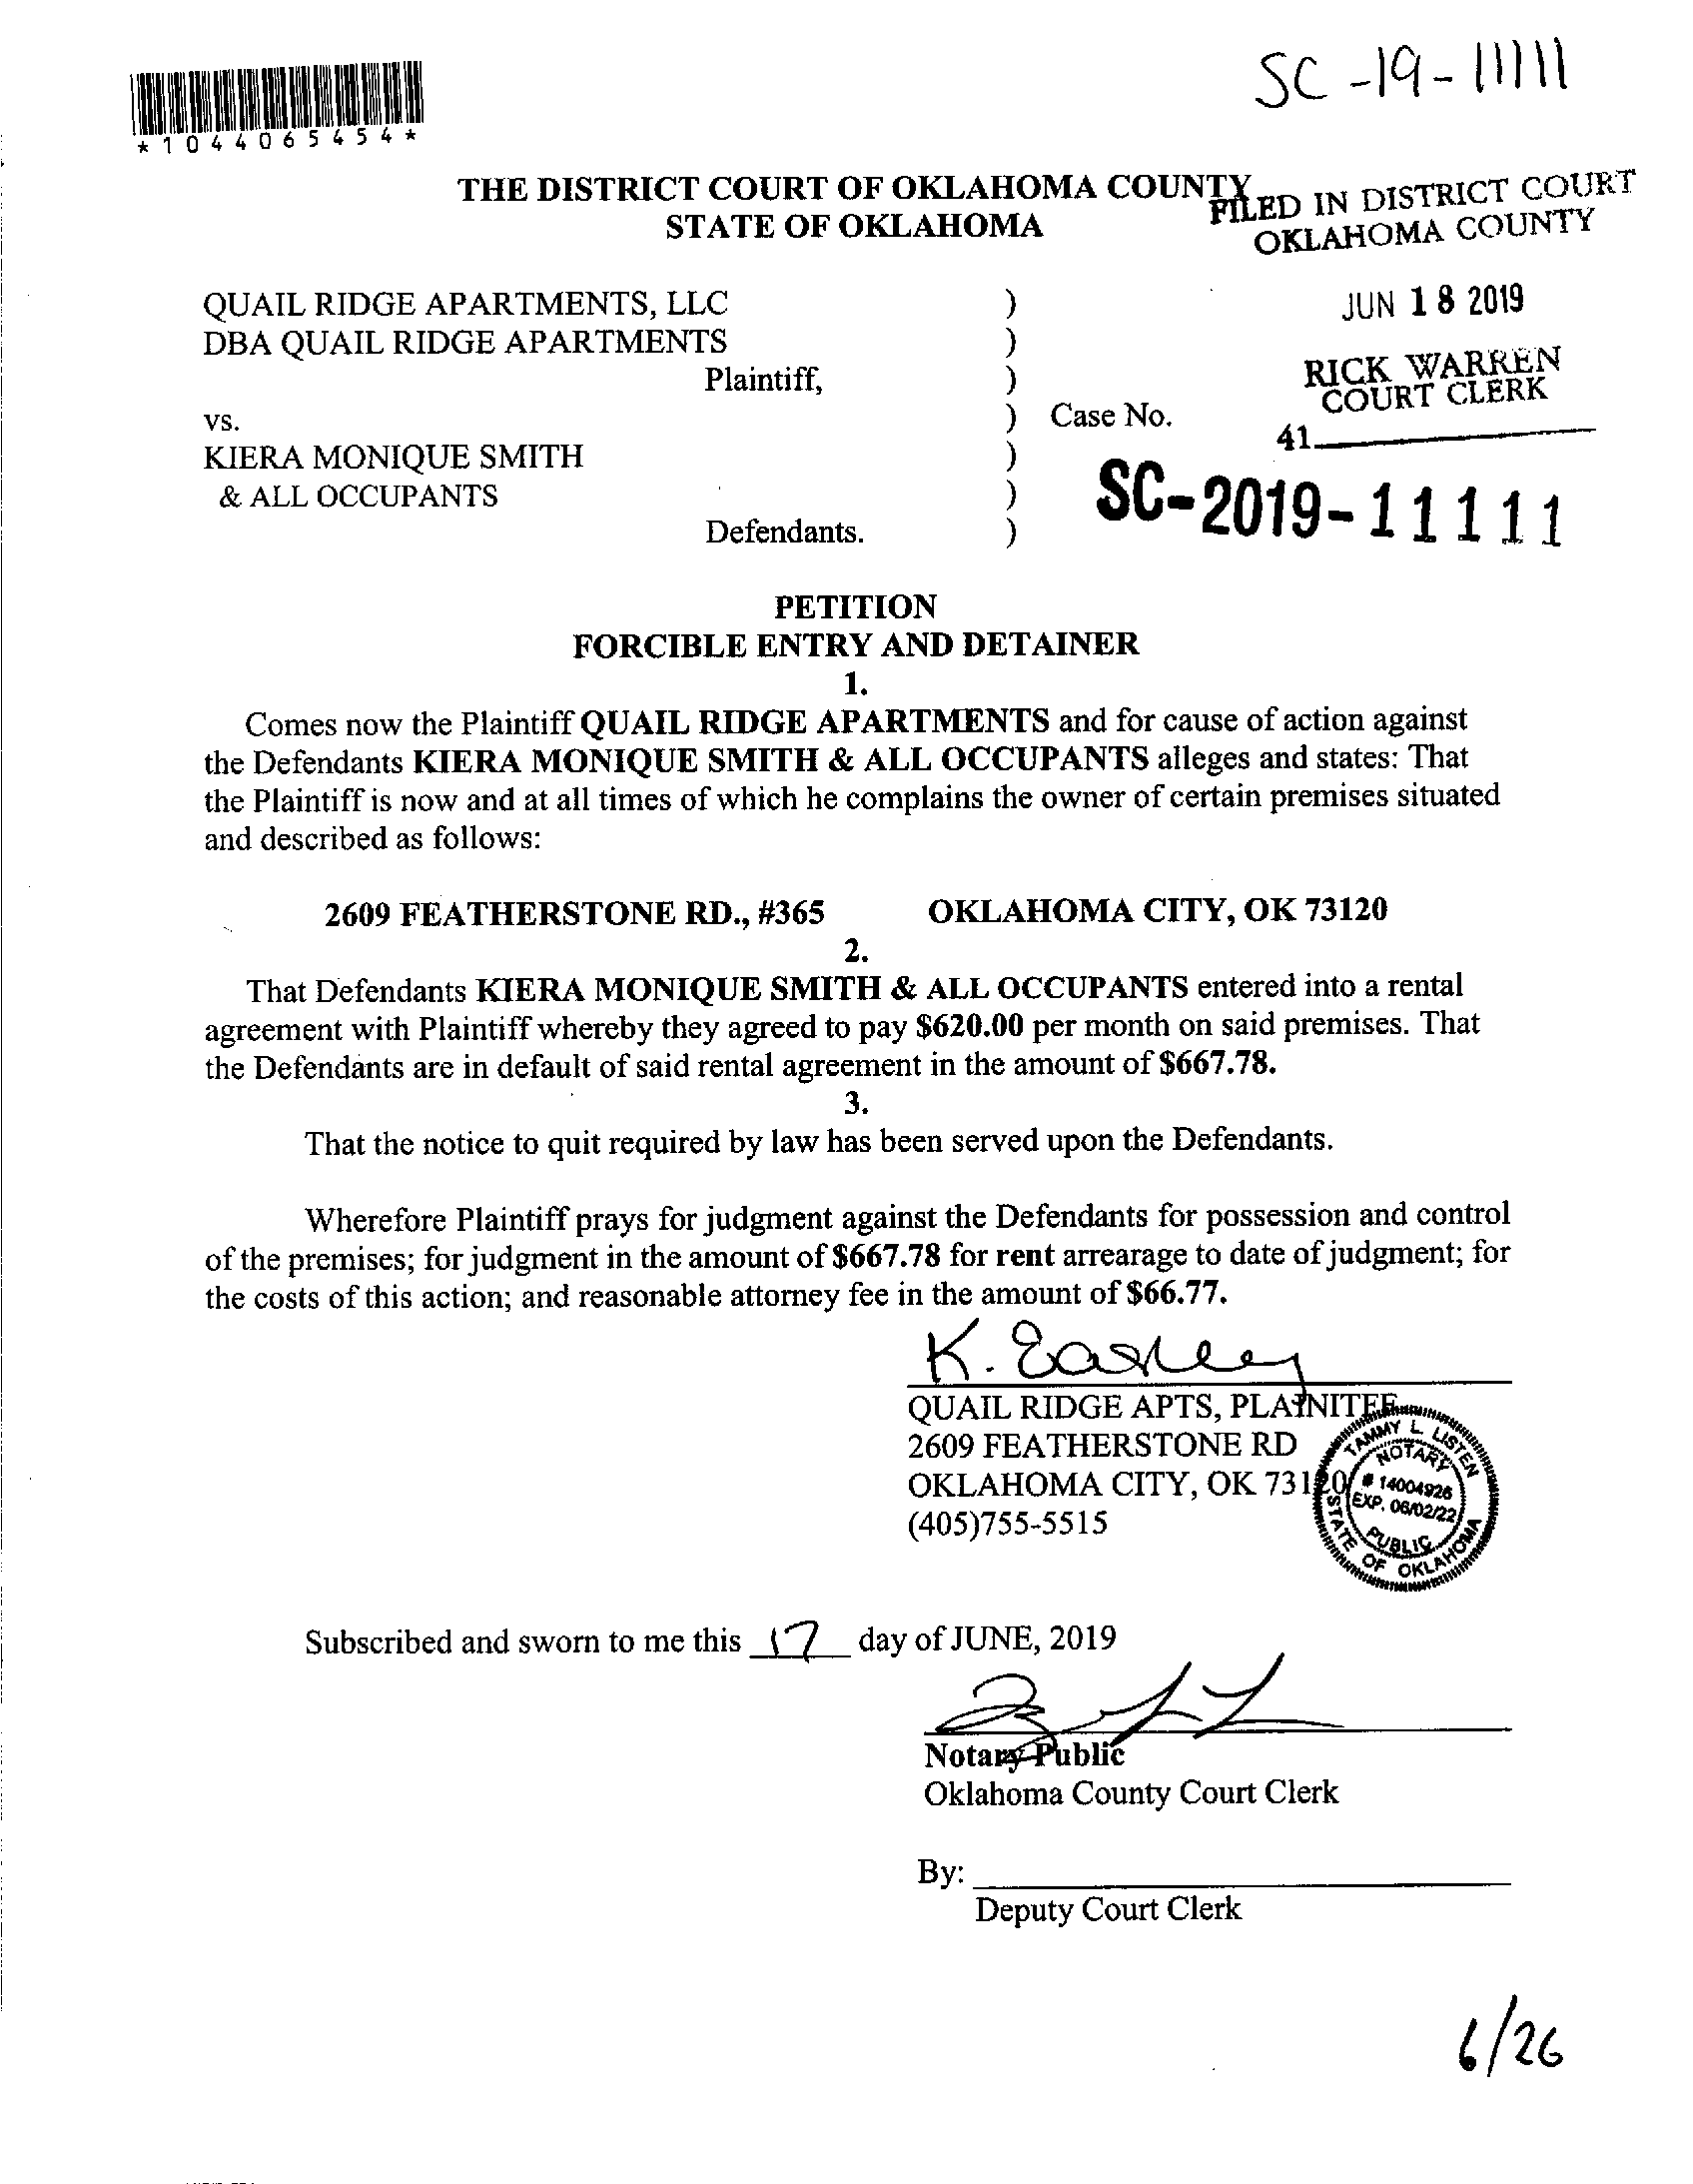 SC-19-11111
*1044065454*
THE DISTRICT COURT OF OKLAHOMA COUNTY
STATE OF OKLAHOMA
FILED IN DISTRICT COURT
OKLAHOMA COUNTY
JUN 18 2019
RICK WARREN
COURT CLERK
41
QUAIL RIDGE APARTMENTS, LLC )
DBA QUAIL RIDGE APARTMENTS )
Plaintiff, )
vs. ) Case No.
KIERA MONIQUE SMITH )
& ALL OCCUPANTS )
Defendants. )
SC-2019-11111
PETITION
FORCIBLE ENTRY AND DETAINER
1.
Comes now the Plaintiff QUAIL RIDGE APARTMENTS and for cause of action against
the Defendants KIERA MONIQUE SMITH & ALL OCCUPANTS alleges and states: That
the Plaintiff is now and at all times of which he complains the owner of certain premises situated
and described as follows:
2609 FEATHERSTONE RD., #365 OKLAHOMA CITY, OK 73120
2.
That Defendants KIERA MONIQUE SMITH & ALL OCCUPANTS entered into a rental
agreement with Plaintiff whereby they agreed to pay $620.00 per month on said premises. That
the Defendants are in default of said rental agreement in the amount of $667.78.
3.
That the notice to quit required by law has been served upon the Defendants.
Wherefore Plaintiff prays for judgment against the Defendants for possession and control
of the premises; for judgment in the amount of $667.78 for rent arrearage to date of judgment; for
the costs of this action; and reasonable attorney fee in the amount of $66.77.
K. Easley
QUAIL RIDGE APTS, PLAINITFF
2609 FEATHERSTONE RD
OKLAHOMA CITY, OK 73120
(405)755-5515
TAMMY L. LISTEN
NOTARY
# 14004926
EXP. 06/02/22
PUBLIC
STATE OF OKLAHOMA
Subscribed and sworn to me this 17 day of JUNE, 2019
Notary Public
Oklahoma County Court Clerk
By:
Deputy Court Clerk
6/26